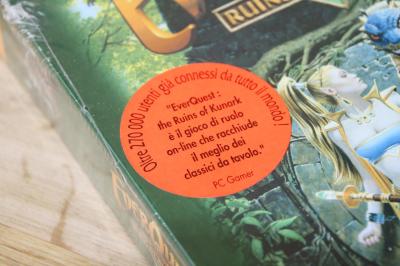 RUINS
Oltre 220 000 utenti già connessi da tutto il mondo!
"EverQuest :
the Ruins of Kunark
è il gioco di ruolo
on-line che racchiude
il meglio dei
classici da tavolo."
PC Gamer